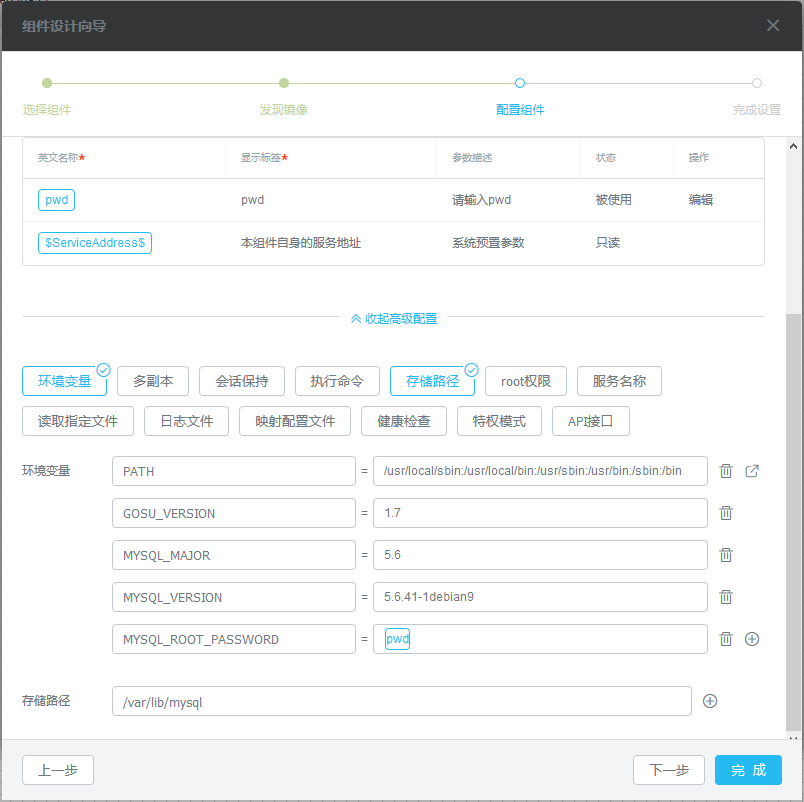 组件设计向导
选择组件 发现镜像 配置组件 完成设置
英文名称* 显示标签* 参数描述 状态 操作
pwd pwd 请输入pwd 被使用 编辑
$ServiceAddress$ 本组件自身的服务地址 系统预置参数 只读
收起高级配置
环境变量 多副本 会话保持 执行命令 存储路径 root权限 服务名称
读取指定文件 日志文件 映射配置文件 健康检查 特权模式 API接口
环境变量 PATH = /usr/local/sbin:/usr/local/bin:/usr/sbin:/usr/bin:/sbin:/bin
GOSU_VERSION = 1.7
MYSQL_MAJOR = 5.6
MYSQL_VERSION = 5.6.41-1debian9
MYSQL_ROOT_PASSWORD = pwd
存储路径 /var/lib/mysql
上一步 下一步 完 成